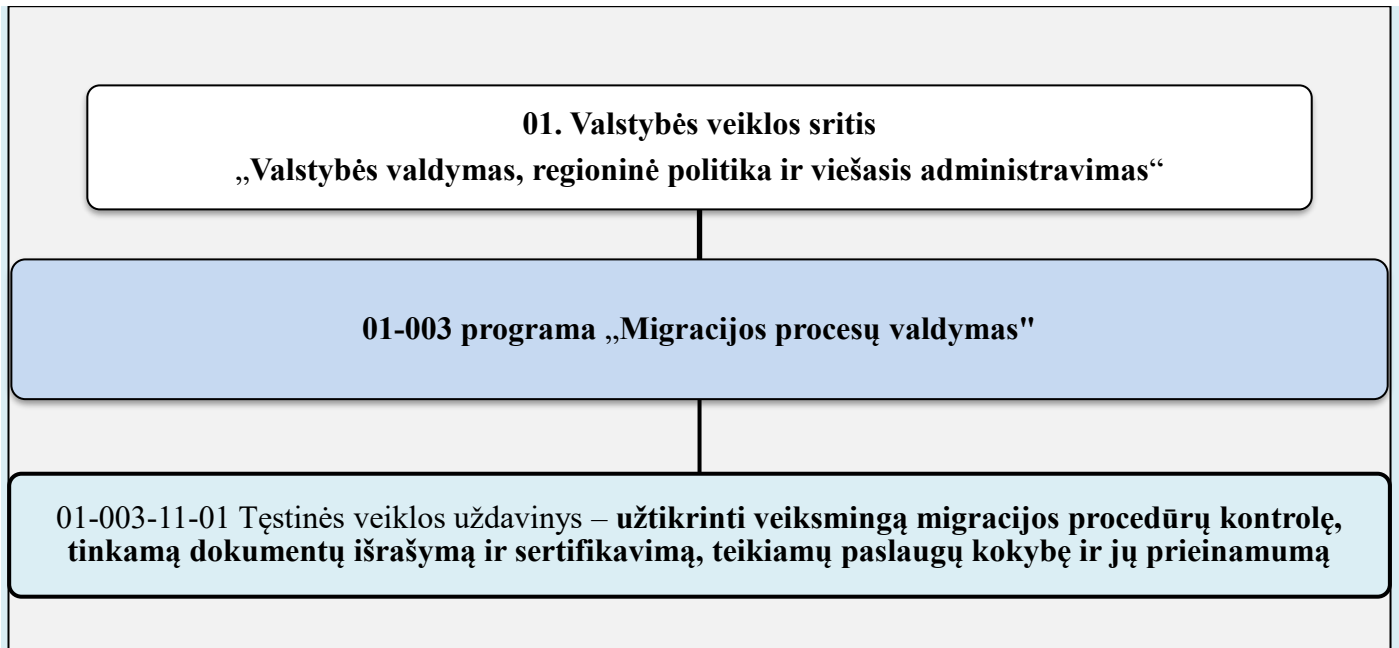 01. Valstybės veiklos sritis
„Valstybės valdymas, regioninė politika ir viešasis administravimas“
01-003 programa „Migracijos procesų valdymas"
01-003-11-01 Tęstinės veiklos uždavinys – užtikrinti veiksmingą migracijos procedūrų kontrolę,
tinkamą dokumentų išrašymą ir sertifikavimą, teikiamų paslaugų kokybę ir jų prieinamumą